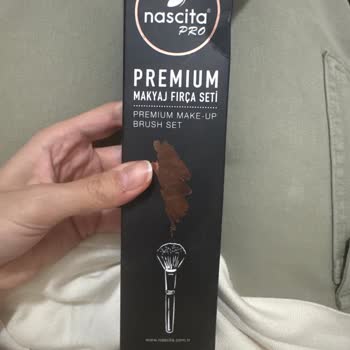 nascita®
PRO
PREMIUM
MAKYAJ FIRÇA SETİ
PREMIUM MAKE-UP
BRUSH SET
www.nascita.com.tr